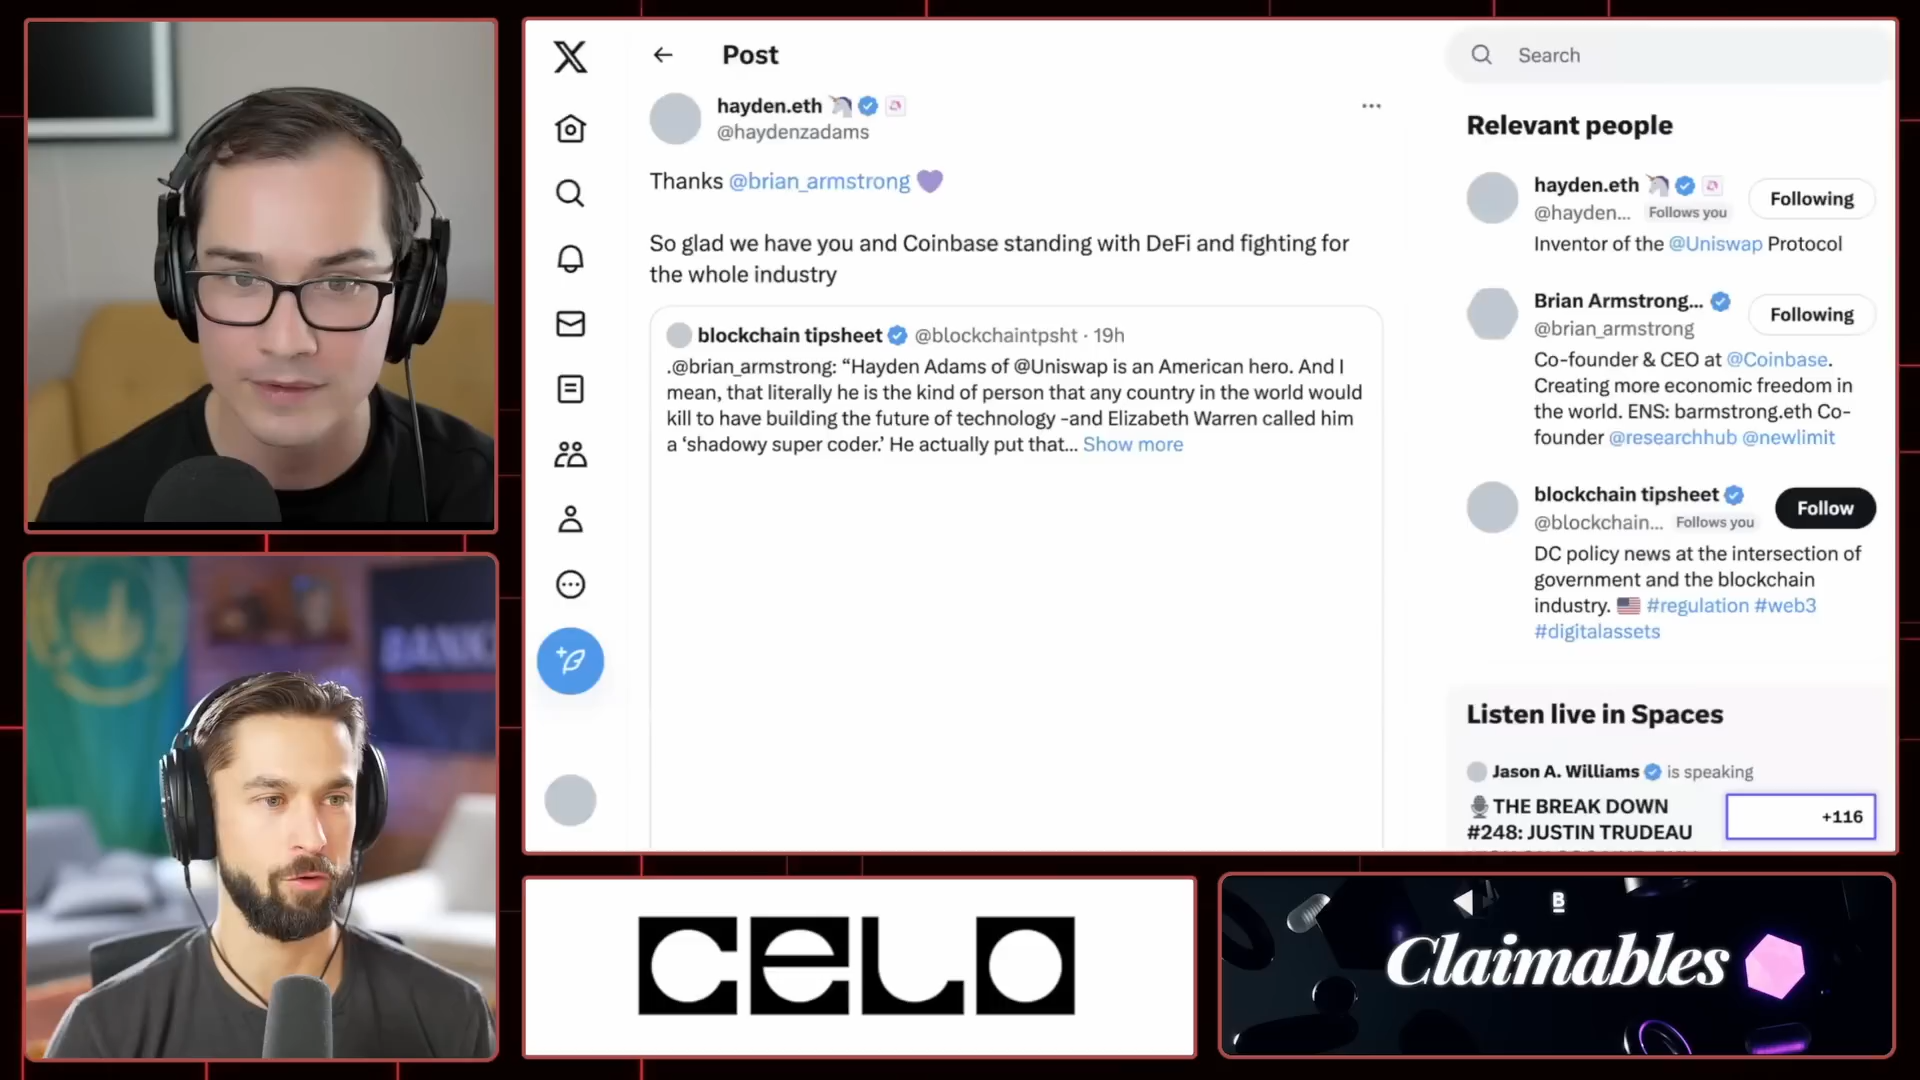 Post
hayden.eth
@haydenzadams
Thanks @brian_armstrong 💜
So glad we have you and Coinbase standing with DeFi and fighting for
the whole industry
blockchain tipsheet @blockchaintpsht · 19h
.@brian_armstrong: “Hayden Adams of @Uniswap is an American hero. And I
mean, that literally he is the kind of person that any country in the world would
kill to have building the future of technology -and Elizabeth Warren called him
a ‘shadowy super coder.’ He actually put that... Show more
Search
Relevant people
hayden.eth
@hayden... Follows you
Following
Inventor of the @Uniswap Protocol
Brian Armstrong...
@brian_armstrong
Following
Co-founder & CEO at @Coinbase.
Creating more economic freedom in
the world. ENS: barmstrong.eth Co-
founder @researchhub @newlimit
blockchain tipsheet
@blockchain... Follows you
Follow
DC policy news at the intersection of
government and the blockchain
industry. 🇺🇸 #regulation #web3
#digitalassets
Listen live in Spaces
Jason A. Williams is speaking
🎙️THE BREAK DOWN
#248: JUSTIN TRUDEAU
+116
BANK
CELO
B
Claimables